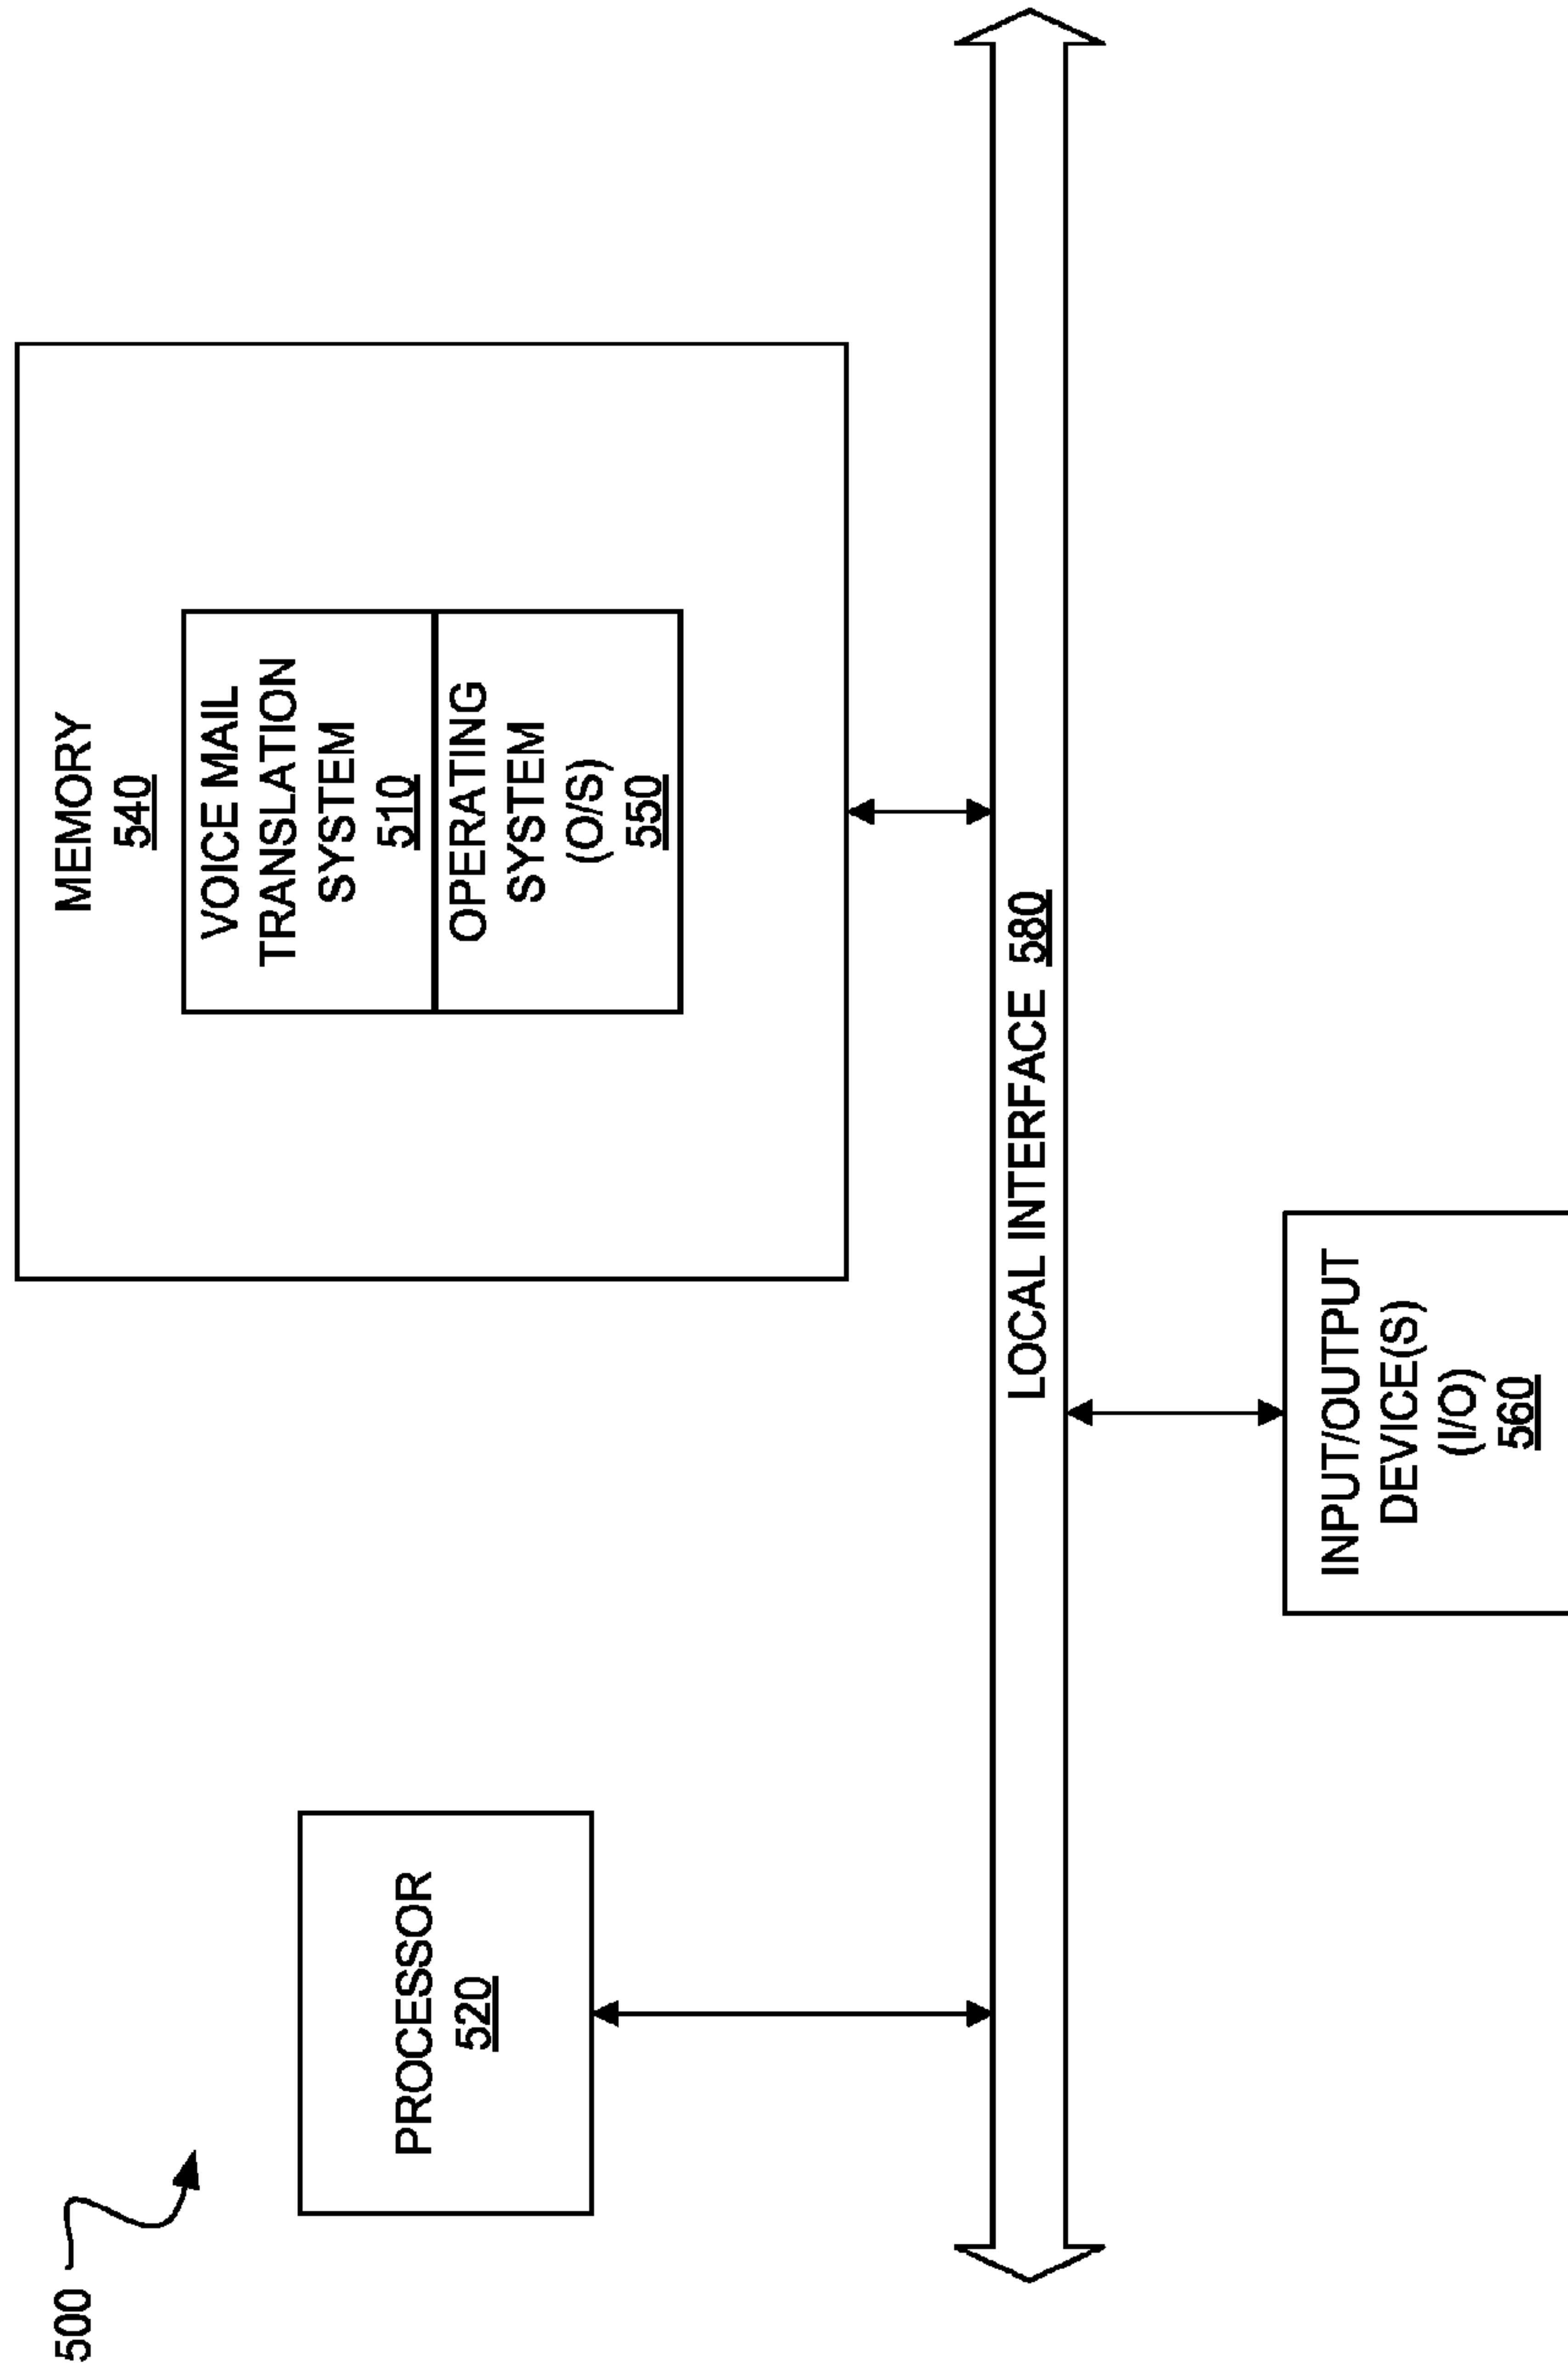 500
PROCESSOR
520
MEMORY
540
VOICE MAIL
TRANSLATION
SYSTEM
510
OPERATING
SYSTEM
(O/S)
550
LOCAL INTERFACE 580
INPUT/OUTPUT
DEVICE(S)
(I/O)
560